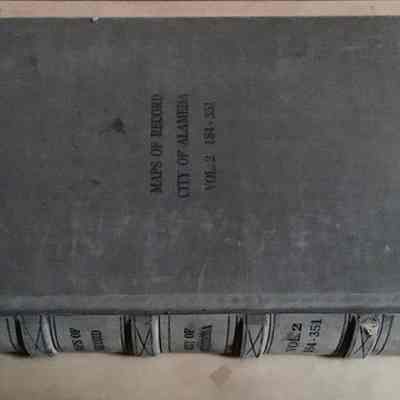 MAPS OF RECORD
CITY OF ALAMEDA
VOL. 2 184-351
MAPS OF
RECORD
CITY OF
VOL. 2
184-351